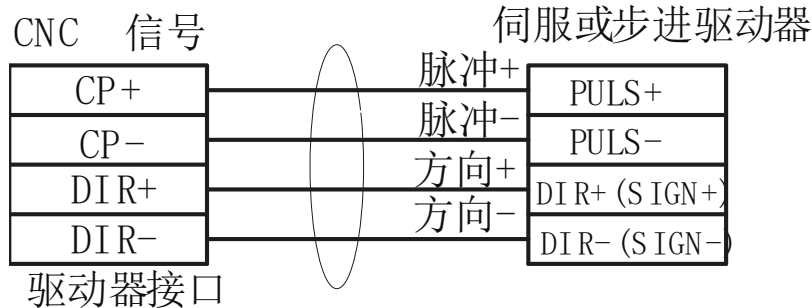 CNC 信号
伺服或步进驱动器
脉冲+
CP+
PULS+
脉冲-
CP-
PULS-
方向+
DIR+
DIR+(SIGN+)
方向-
DIR-
DIR-(SIGN-)
驱动器接口